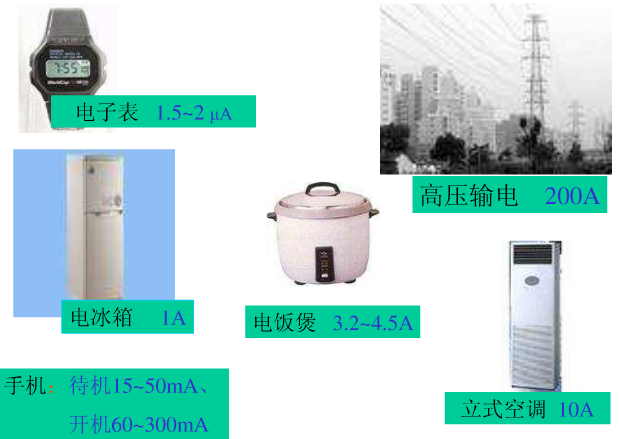 7:55
电子表 1.5~2 μA
高压输电 200A
电冰箱 1A
电饭煲 3.2~4.5A
立式空调 10A
手机：待机15~50mA、
开机60~300mA